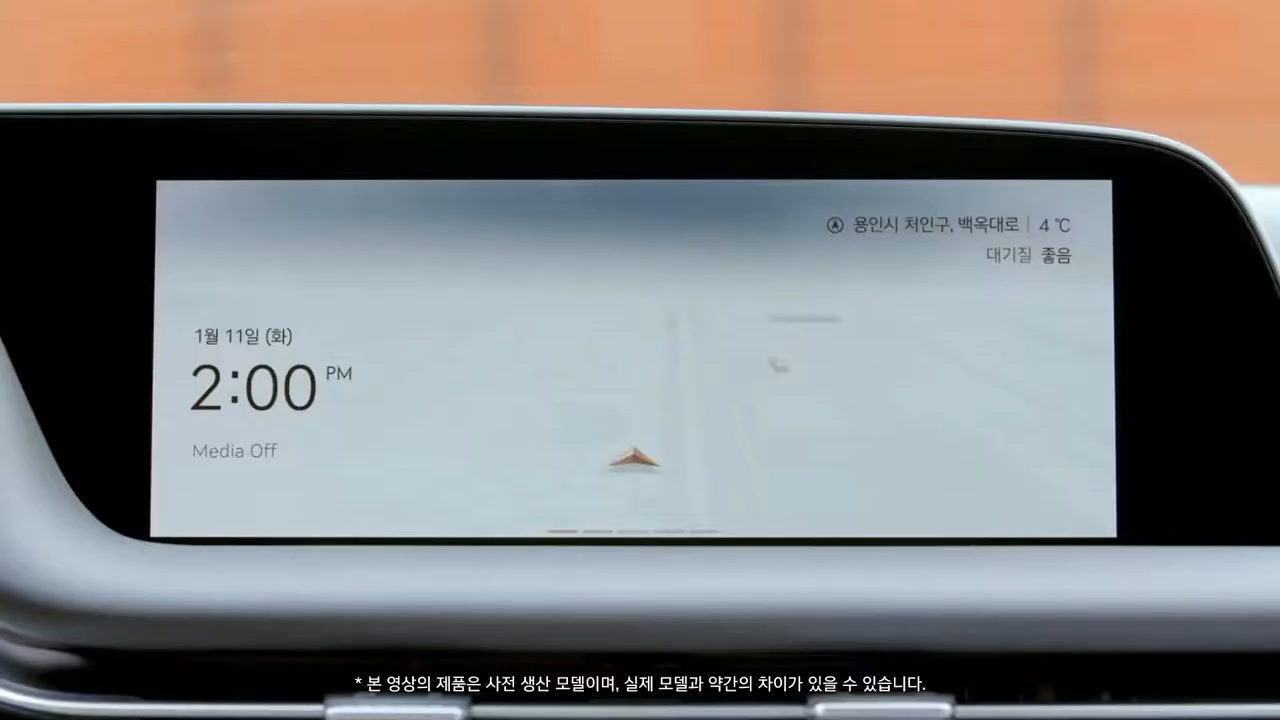 용인시 처인구, 백옥대로 | 4 ℃
대기질 좋음
1월 11일 (화)
2:00 PM
Media Off
* 본 영상의 제품은 사전 생산 모델이며, 실제 모델과 약간의 차이가 있을 수 있습니다.